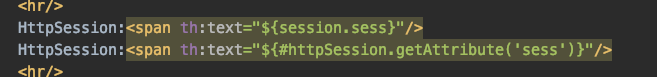 <hr/>
HttpSession:<span th:text="${session.sess}"/>
HttpSession:<span th:text="${#httpSession.getAttribute('sess')}"/>
<hr/>